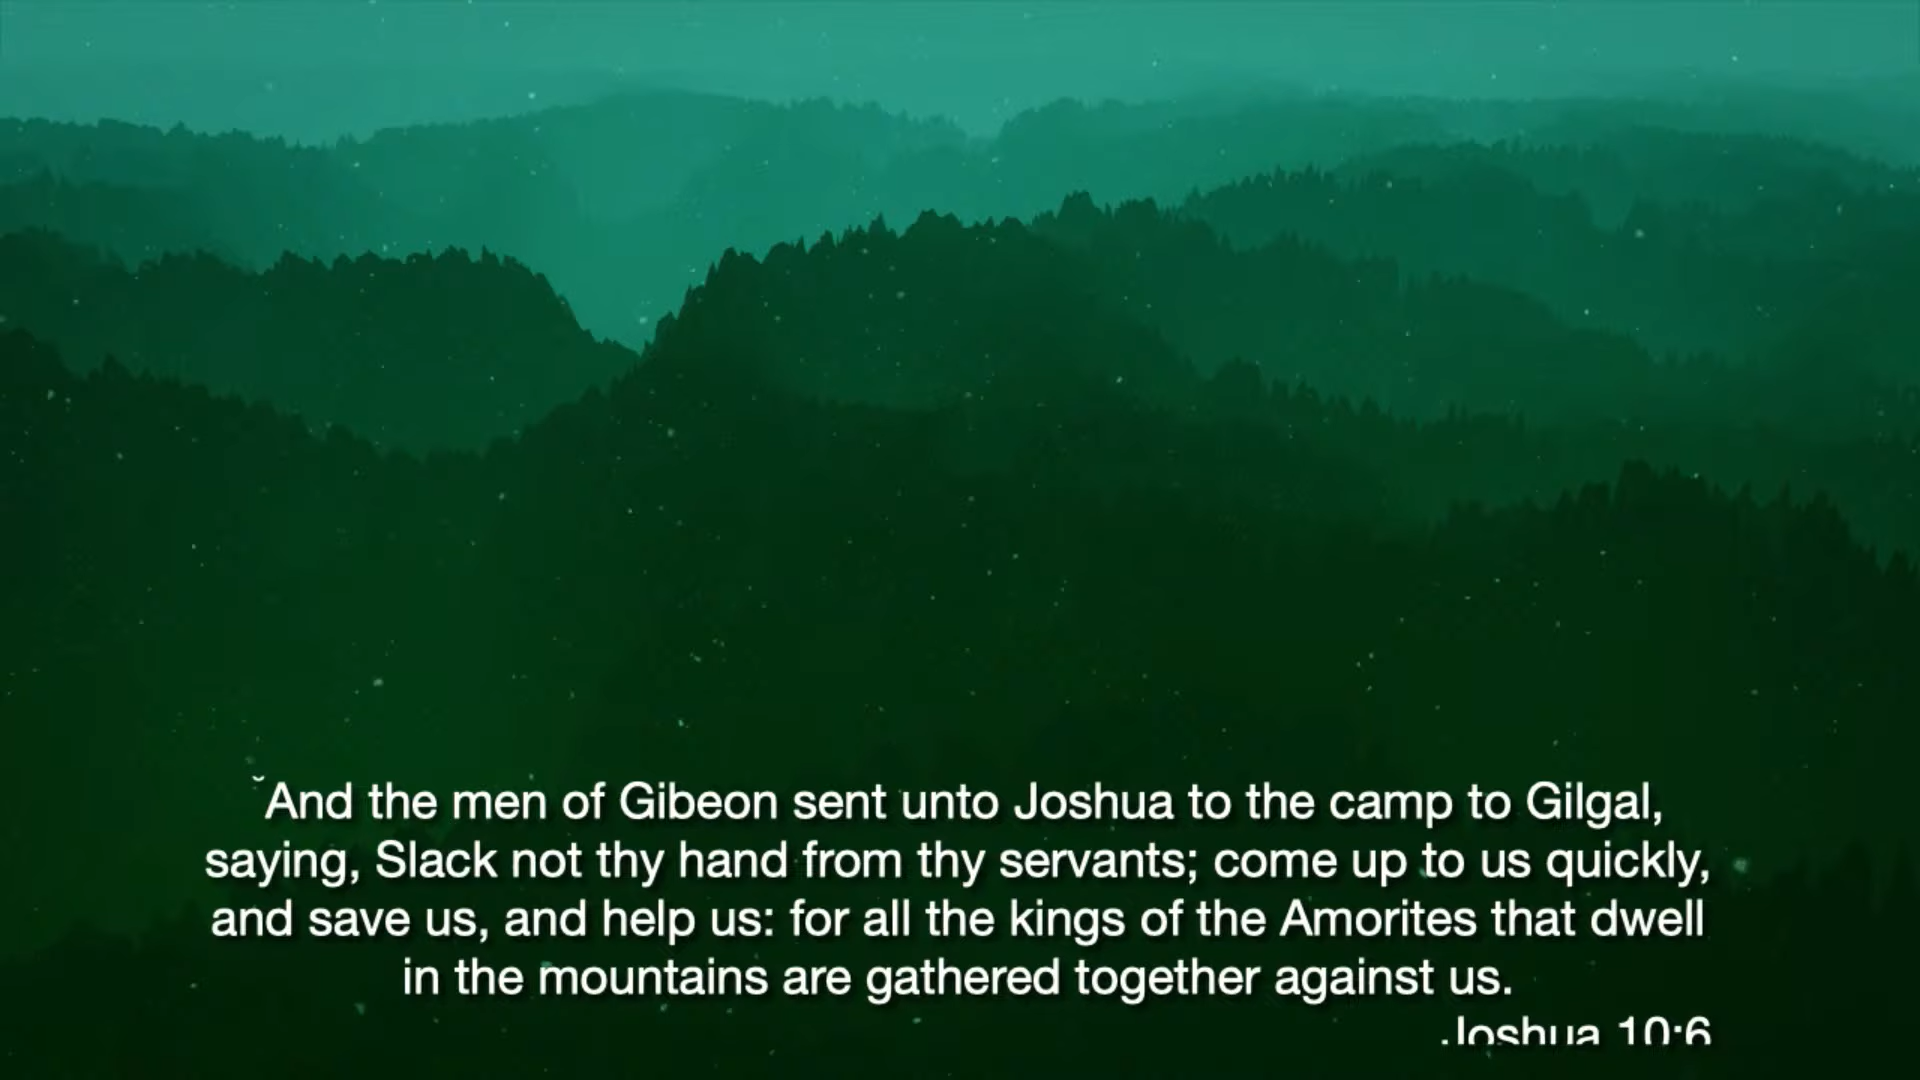 And the men of Gibeon sent unto Joshua to the camp to Gilgal,
saying, Slack not thy hand from thy servants; come up to us quickly,
and save us, and help us: for all the kings of the Amorites that dwell
in the mountains are gathered together against us.
Joshua 10:6